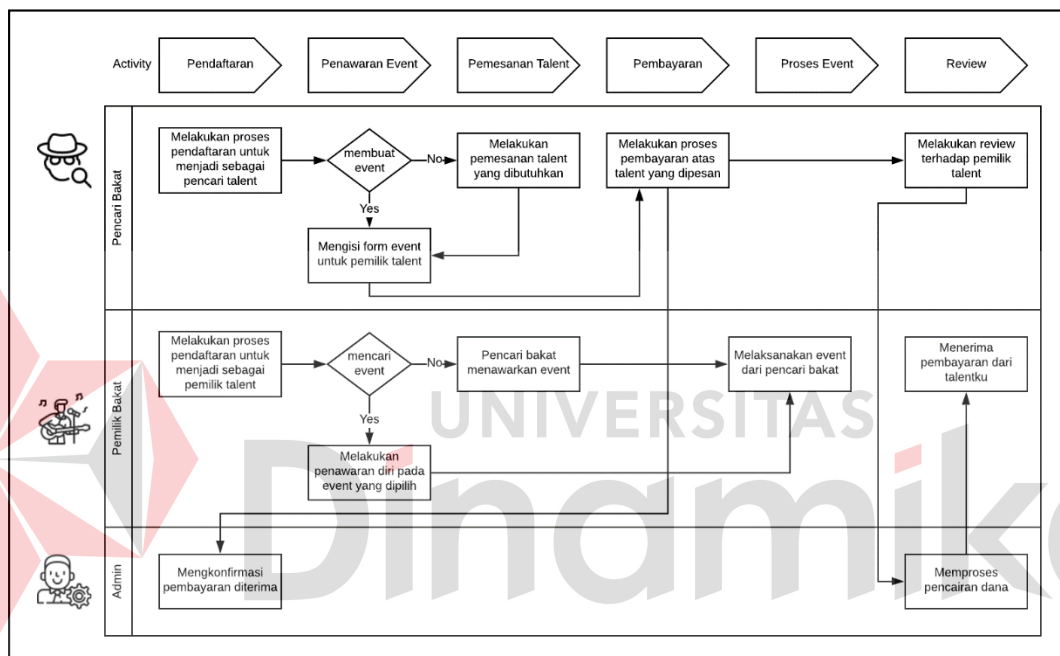 Activity
Pendaftaran
Penawaran Event
Pemesanan Talent
Pembayaran
Proses Event
Review
Pencari Bakat
Melakukan proses
pendaftaran untuk
menjadi sebagai
pencari talent
membuat
event
No
Melakukan
pemesanan talent
yang dibutuhkan
Melakukan proses
pembayaran atas
talent yang dipesan
Melakukan review
terhadap pemilik
talent
Yes
Mengisi form event
untuk pemilik talent
Pemilik Bakat
Melakukan proses
pendaftaran untuk
menjadi sebagai
pemilik talent
mencari
event
No
Pencari bakat
menawarkan event
Melaksanakan event
dari pencari bakat
Menerima
pembayaran dari
talentku
Yes
Melakukan
penawaran diri pada
event yang dipilih
UNIVERSITAS
Dinamika
Admin
Mengkonfirmasi
pembayaran diterima
Memproses
pencairan dana